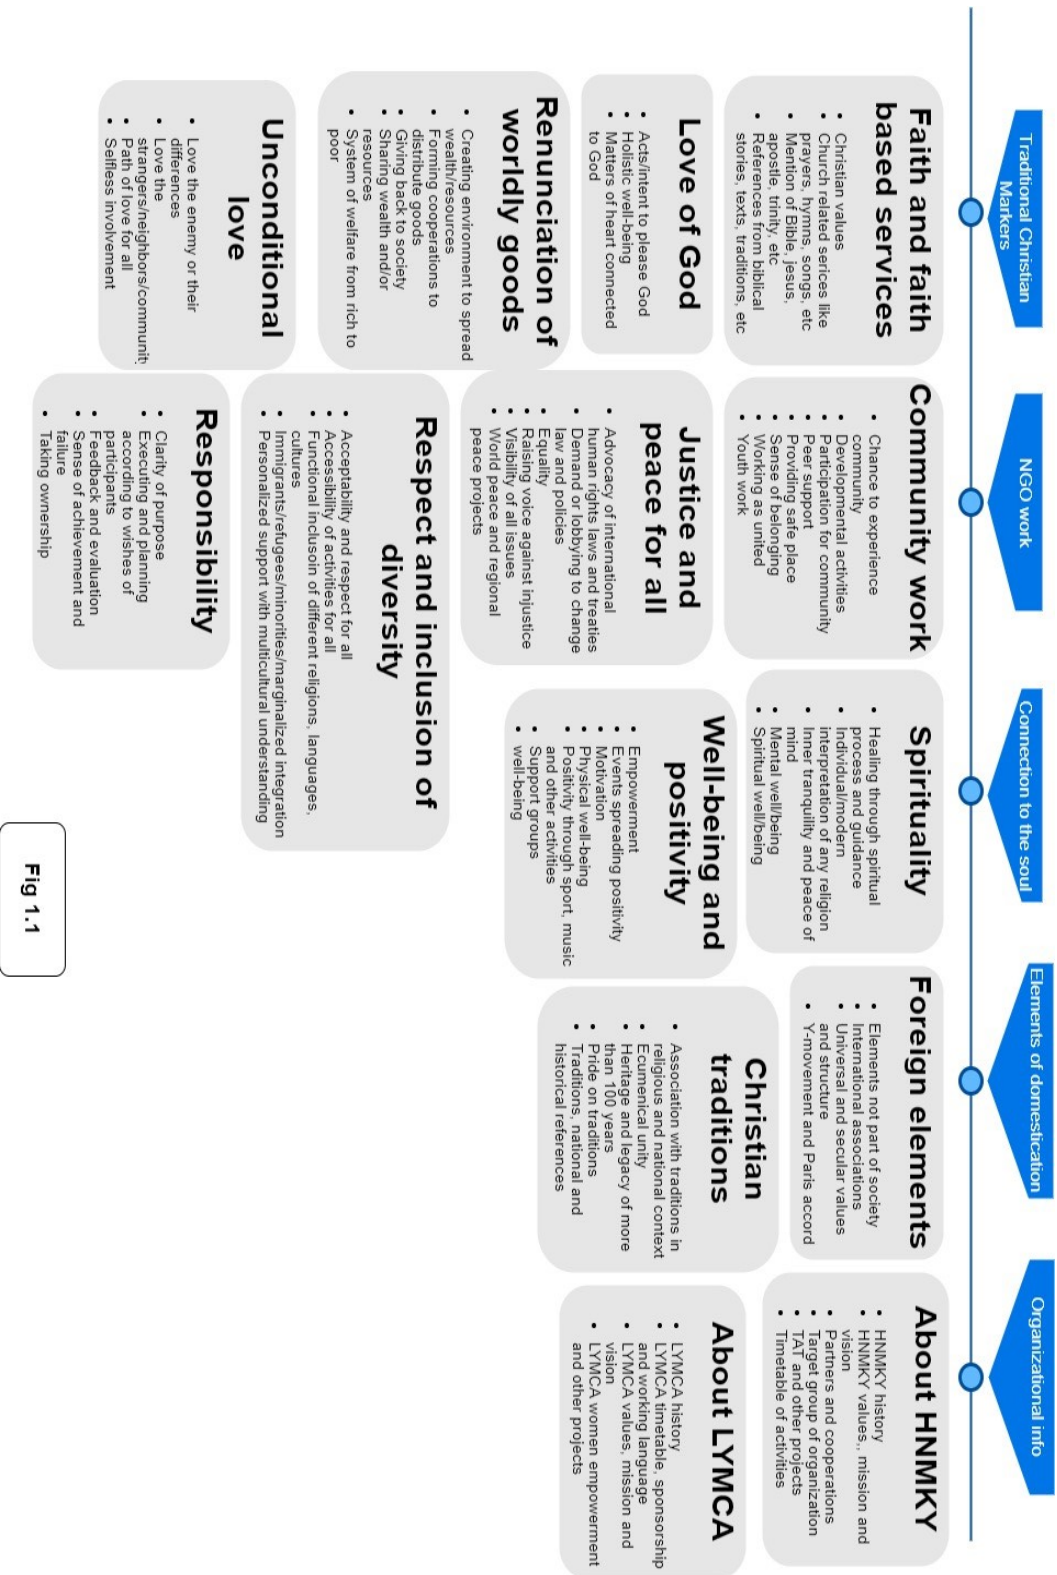 Traditional Christian
Markers
NGO work
Connection to the soul
Elements of domestication
Organizational info
Faith and faith
based services
• Christian values
• Church related serices like
prayers, hymns, songs, etc
• Mention of Bible, jesus,
apostle, trinity, etc
• References from biblical
stories, texts, traditions, etc
Love of God
• Acts/intent to please God
• Holistic well-being
• Matters of heart connected
to God
Renunciation of
worldly goods
• Creating environment to spread
wealth/resources
• Forming cooperations to
distribute goods
• Giving back to society
• Sharing wealth and/or
resources
• System of welfare from rich to
poor
Unconditional
love
• Love the enemy or their
differences
• Love the
strangers/neighbors/community
• Path of love for all
• Selfless involvement
Community work
• Chance to experience
community
• Developmental activities
• Participation for community
• Peer support
• Providing safe place
• Sense of belonging
• Working as united
• Youth work
Justice and
peace for all
• Advocacy of international
human rights laws and treaties
• Demand or lobbying to change
law and policies
• Equality
• Raising voice against injustice
• Visibility of all issues
• World peace and regional
peace projects
Respect and inclusion of
diversity
• Acceptability and respect for all
• Accessibility of activities for all
• Functional inclusoin of different religions, languages,
cultures
• Immigrants/refugees/minorities/marginalized integration
• Personalized support with multicultural understanding
Responsibility
• Clarity of purpose
• Executing and planning
according to wishes of
participants
• Feedback and evaluation
• Sense of achievement and
failure
• Taking ownership
Spirituality
• Healing through spiritual
process and guidance
• Individual/modern
interpretation of any religion
• Inner tranquility and peace of
mind
• Mental well/being
• Spiritual well/being
Well-being and
positivity
• Empowerment
• Events spreading positivity
• Motivation
• Physical well-being
• Positivity through sport, music
and other activities
• Support groups
• well-being
Foreign elements
• Elements not part of society
• International associations
• Universal and secular values
and structure
• Y-movement and Paris accord
Christian
traditions
• Association with traditions in
religious and national context
• Ecumenical unity
• Heritage and legacy of more
than 100 years
• Pride on traditions
• Traditions, national and
historical references
About HNMKY
• HNMKY history
• HNMKY values,, mission and
vision
• Partners and cooperations
• Target group of organization
• TAT and other projects
• Timetable of activities
About LYMCA
• LYMCA history
• LYMCA timetable, sponsorship
and working language
• LYMCA values, mission and
vision
• LYMCA women empowerment
and other projects
Fig 1.1